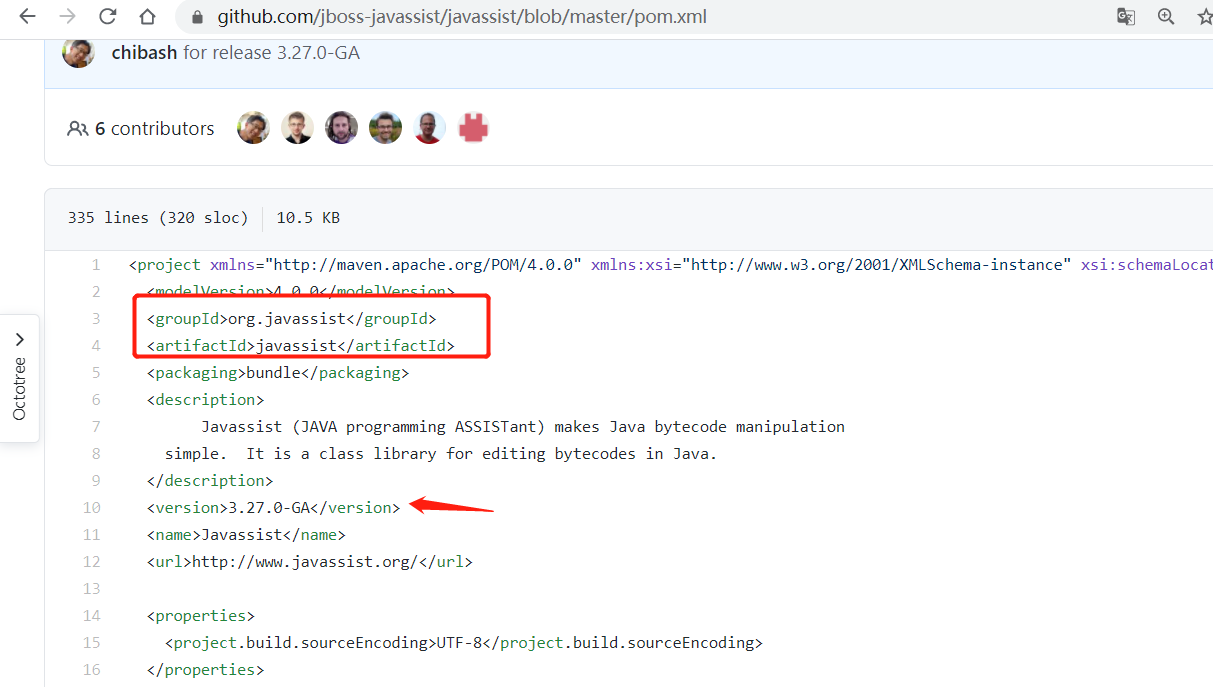 github.com/jboss-javassist/javassist/blob/master/pom.xml
chibash for release 3.27.0-GA
6 contributors
335 lines (320 sloc) 10.5 KB
1 <project xmlns="http://maven.apache.org/POM/4.0.0" xmlns:xsi="http://www.w3.org/2001/XMLSchema-instance" xsi:schemaLocat
2 <modelVersion>4.0.0</modelVersion>
3 <groupId>org.javassist</groupId>
4 <artifactId>javassist</artifactId>
5 <packaging>bundle</packaging>
6 <description>
7 Javassist (JAVA programming ASSISTant) makes Java bytecode manipulation
8 simple.  It is a class library for editing bytecodes in Java.
9 </description>
10 <version>3.27.0-GA</version>
11 <name>Javassist</name>
12 <url>http://www.javassist.org/</url>
13
14 <properties>
15 <project.build.sourceEncoding>UTF-8</project.build.sourceEncoding>
16 </properties>
Octotree